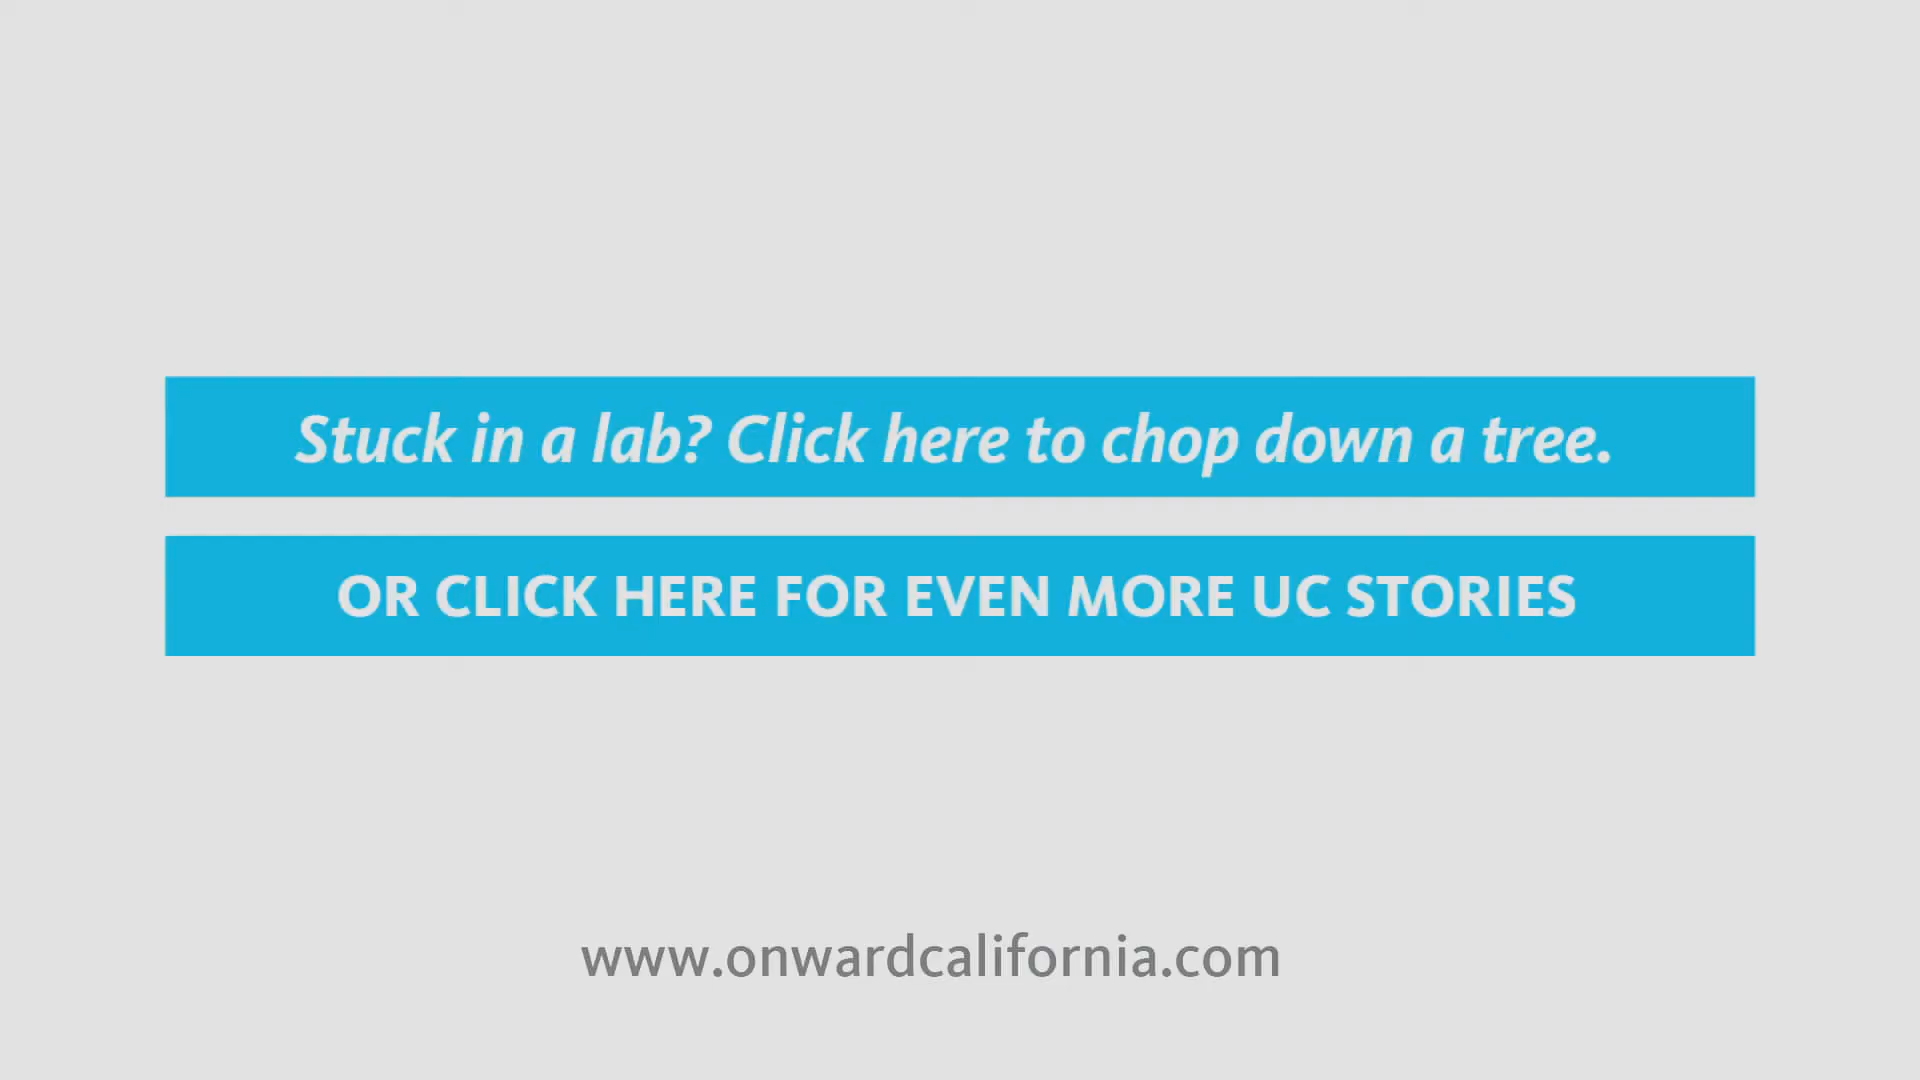 Stuck in a lab? Click here to chop down a tree.
OR CLICK HERE FOR EVEN MORE UC STORIES
www.onwardcalifornia.com